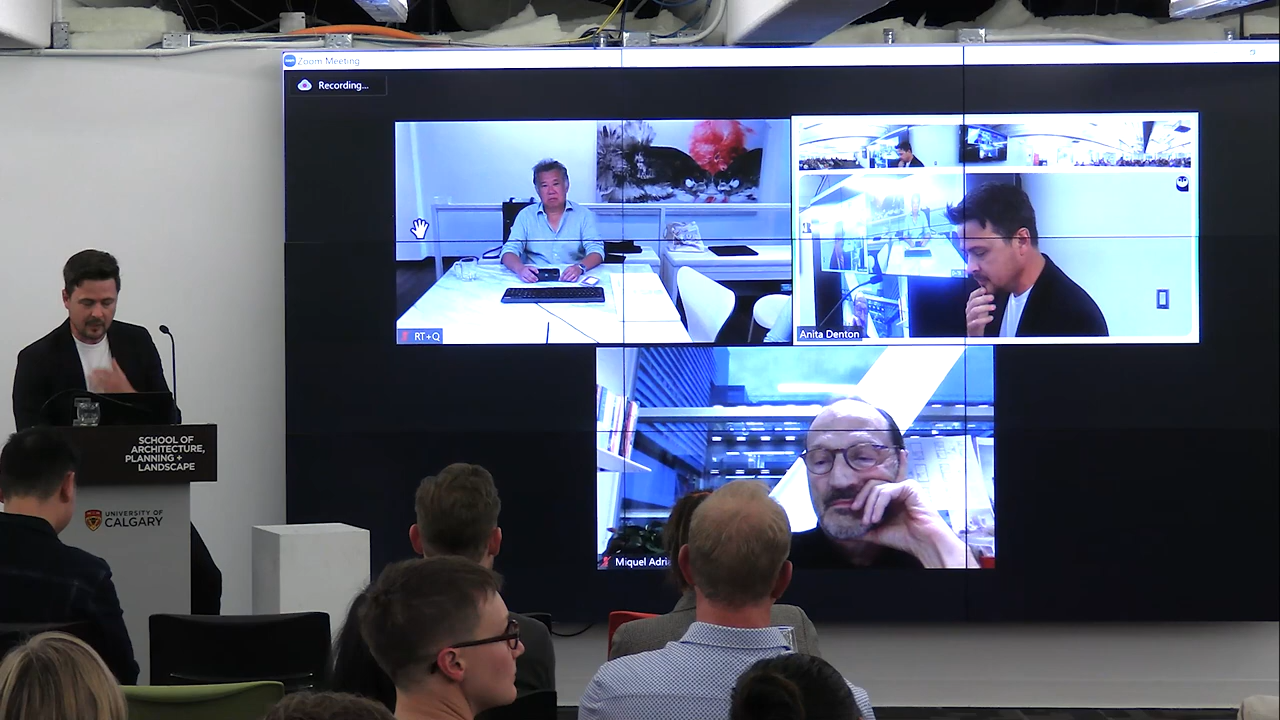 Zoom Meeting
Recording...
RT+Q
Anita Denton
Miquel Adri
SCHOOL OF
ARCHITECTURE,
PLANNING +
LANDSCAPE
UNIVERSITY OF
CALGARY